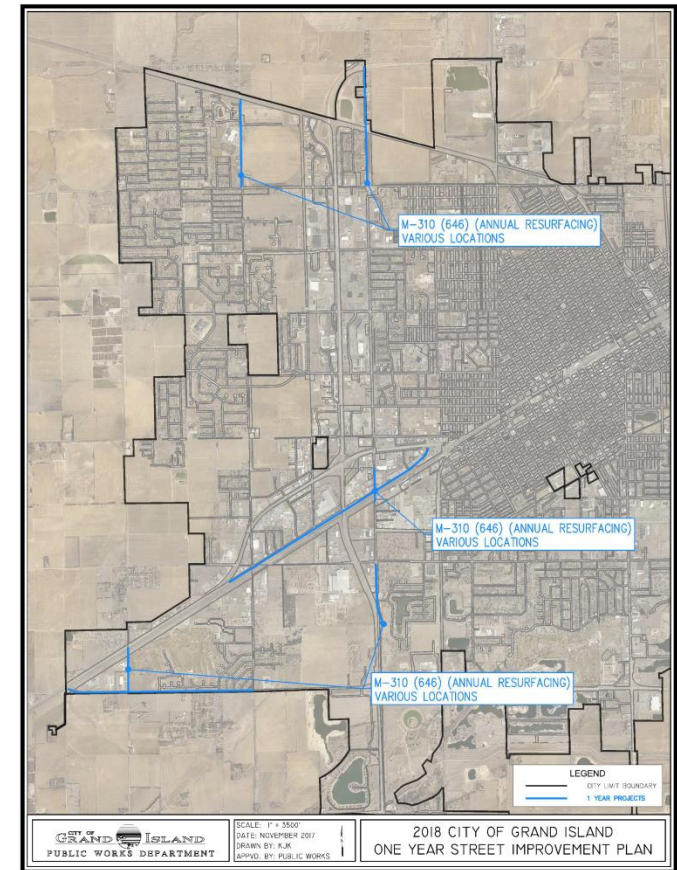 M-310 (646) (ANNUAL RESURFACING)
VARIOUS LOCATIONS
M-310 (646) (ANNUAL RESURFACING)
VARIOUS LOCATIONS
M-310 (646) (ANNUAL RESURFACING)
VARIOUS LOCATIONS
LEGEND
CITY LIMIT BOUNDARY
1 YEAR PROJECTS
CITY OF
GRAND ISLAND
PUBLIC WORKS DEPARTMENT
SCALE: 1" = 3500'
DATE: NOVEMBER 2017
DRAWN BY: KJK
APPVD. BY: PUBLIC WORKS
2018 CITY OF GRAND ISLAND
ONE YEAR STREET IMPROVEMENT PLAN